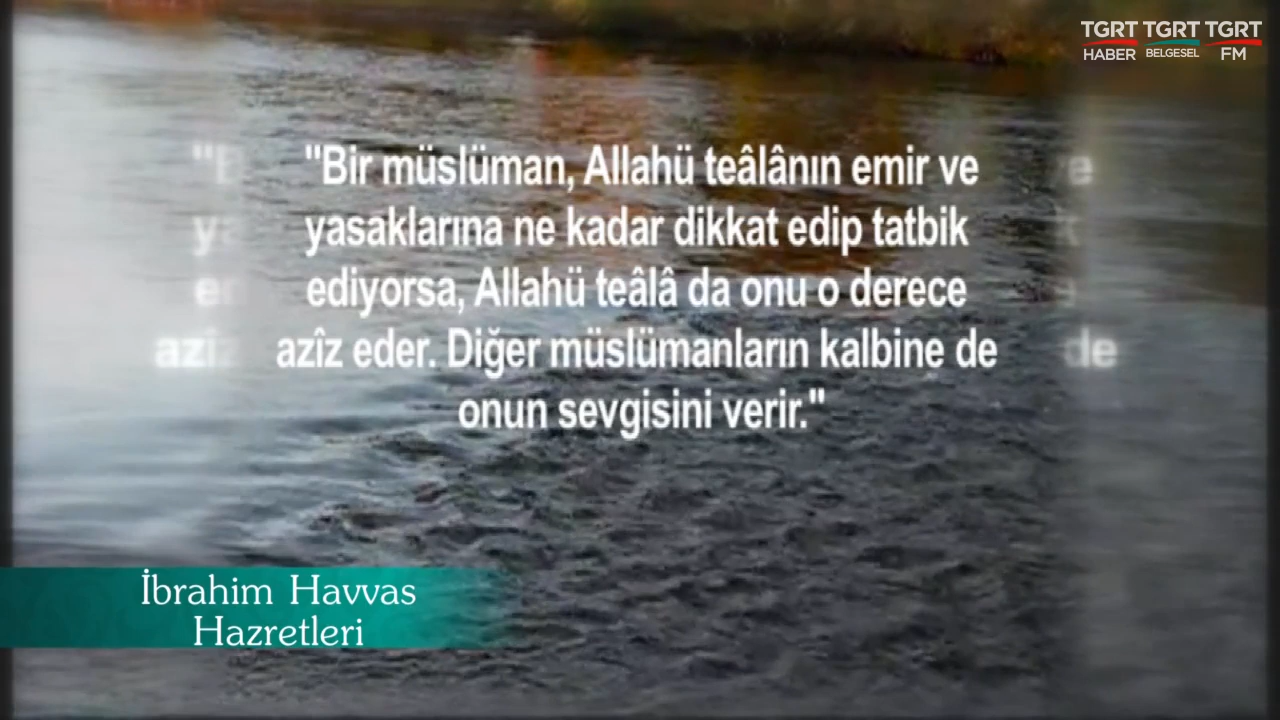 TGRT TGRT TGRT
HABER BELGESEL FM
"Bir müslüman, Allahü teâlânın emir ve
yasaklarına ne kadar dikkat edip tatbik
ediyorsa, Allahü teâlâ da onu o derece
azîz eder. Diğer müslümanların kalbine de
onun sevgisini verir."
İbrahim Havvas
Hazretleri